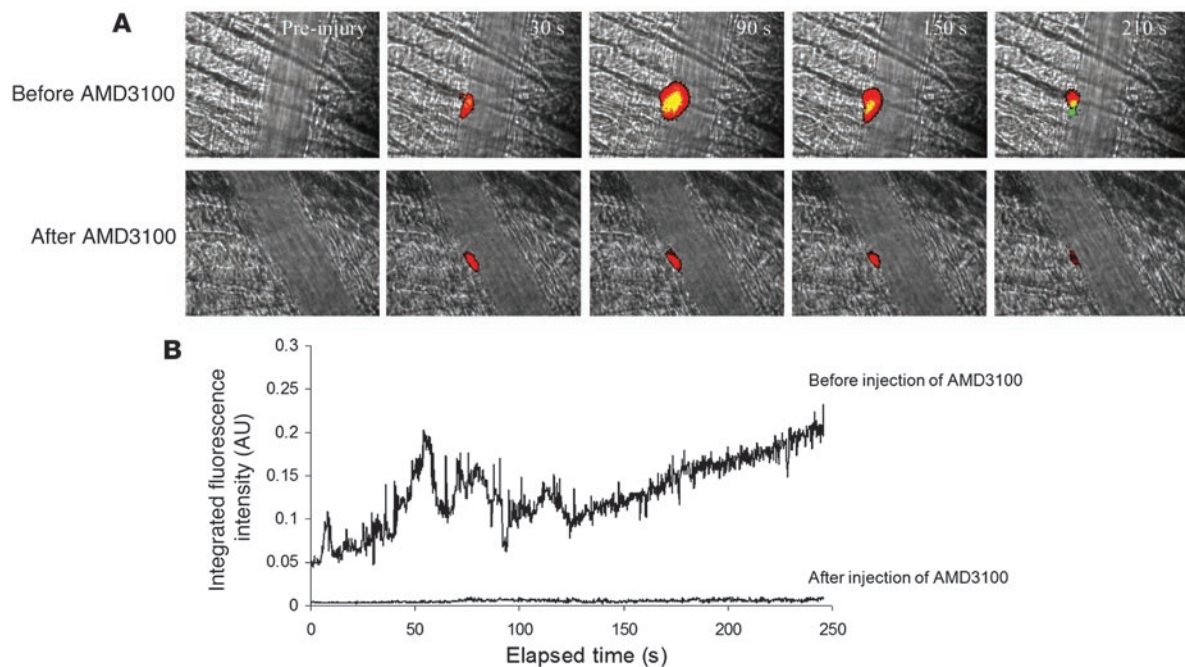 A
Pre-injury
30 s
90 s
150 s
210 s
Before AMD3100
After AMD3100
B
0.3
0.25
0.2
0.15
0.1
0.05
0
Integrated fluorescence
intensity (AU)
Before injection of AMD3100
After injection of AMD3100
0
50
100
150
200
250
Elapsed time (s)